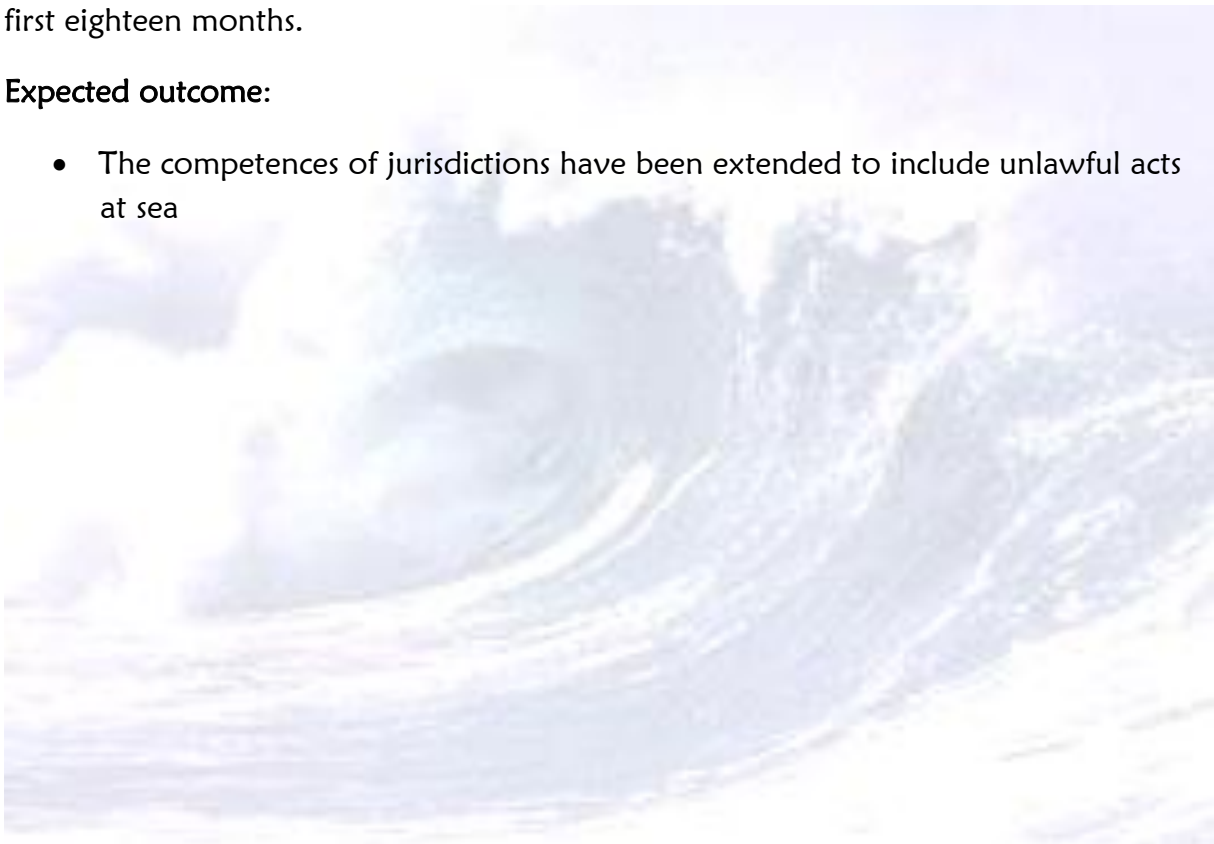 first eighteen months.
Expected outcome:
• The competences of jurisdictions have been extended to include unlawful acts
at sea